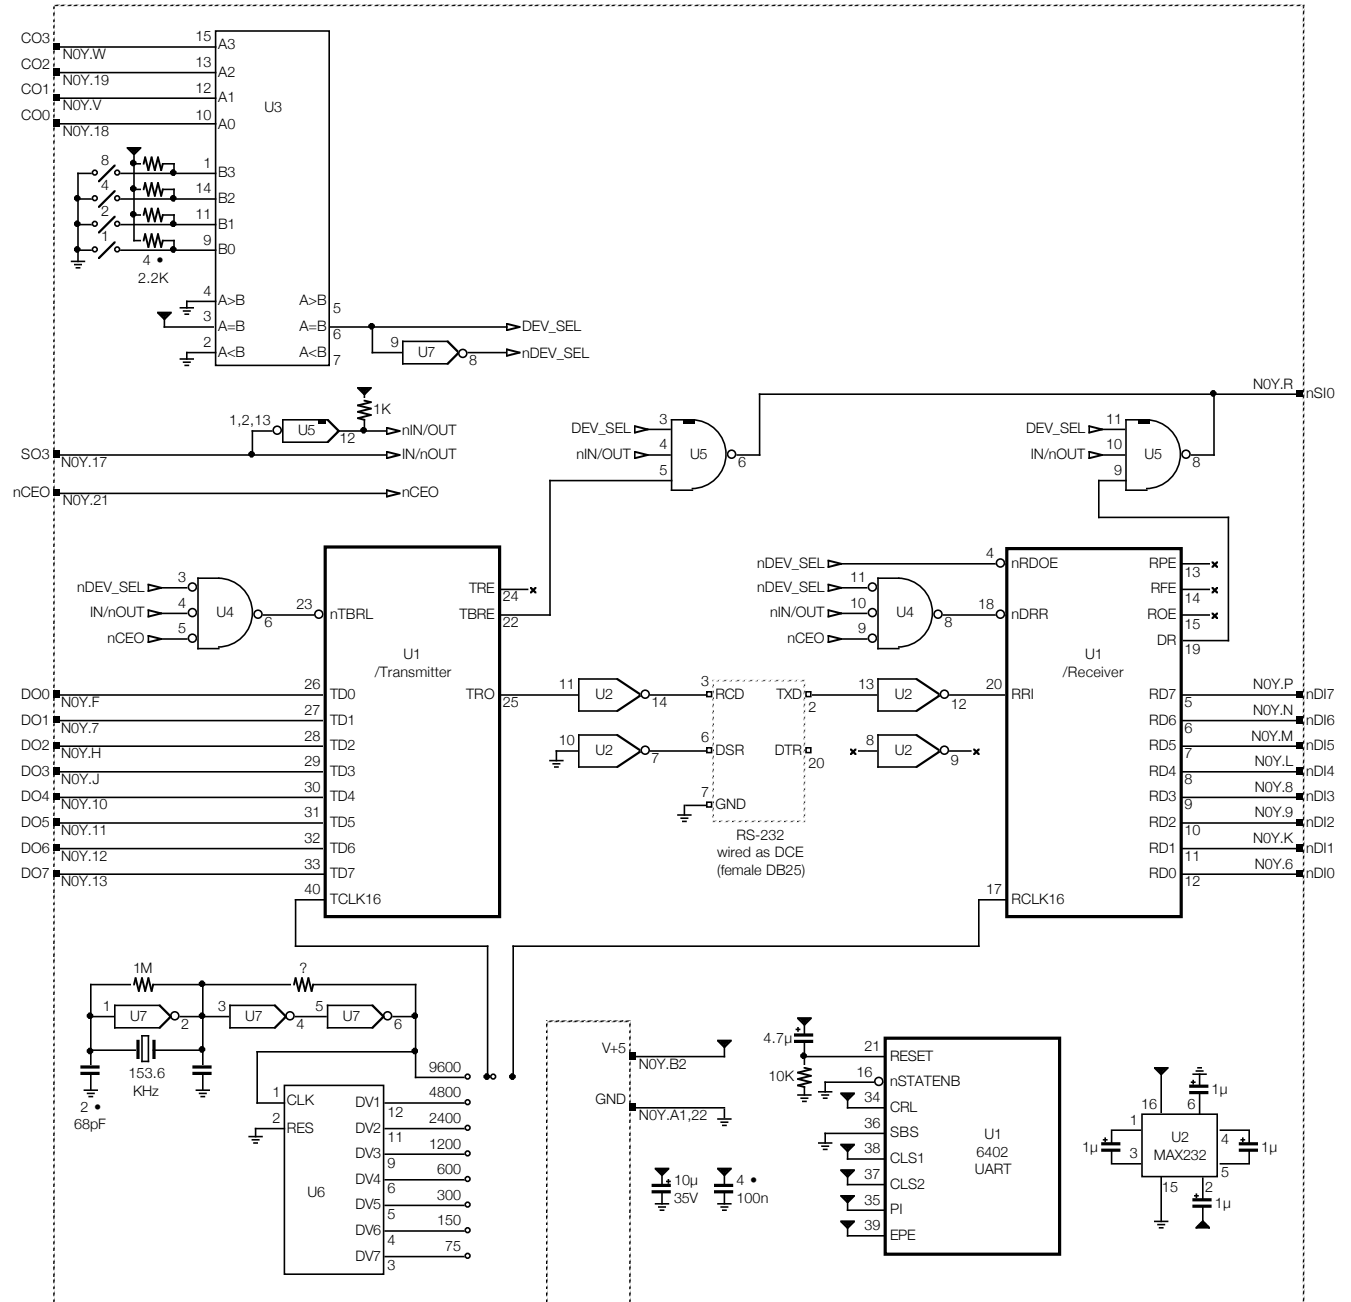 CO3
N0Y.W
15
A3
CO2
N0Y.19
13
A2
CO1
N0Y.V
12
A1
U3
CO0
N0Y.18
10
A0
8
1
B3
4
14
B2
2
11
B1
1
9
B0
4 •
2.2K
4
A>B
A>B
5
3
A=B
A=B
6
DEV_SEL
2
A<B
A<B
7
9
U7
8
nDEV_SEL
1K
1,2,13
U5
12
nIN/OUT
SO3
N0Y.17
IN/nOUT
nCEO
N0Y.21
nCEO
DEV_SEL
3
nIN/OUT
4
U5
6
5
N0Y.R
nSI0
DEV_SEL
11
IN/nOUT
10
U5
8
9
nDEV_SEL
3
IN/nOUT
4
U4
6
nCEO
5
23
nTBRL
TRE
24
TBRE
22
U1
/Transmitter
TRO
25
DO0
N0Y.F
26
TD0
DO1
N0Y.7
27
TD1
DO2
N0Y.H
28
TD2
DO3
N0Y.J
29
TD3
DO4
N0Y.10
30
TD4
DO5
N0Y.11
31
TD5
DO6
N0Y.12
32
TD6
DO7
N0Y.13
33
TD7
40
TCLK16
nDEV_SEL
4
nRDOE
nDEV_SEL
11
nIN/OUT
10
U4
8
nCEO
9
18
nDRR
RPE
13
RFE
14
ROE
15
DR
19
U1
/Receiver
11
U2
14
3
RCD
TXD
2
13
U2
12
20
RRI
10
U2
7
6
DSR
DTR
20
8
U2
9
7
GND
RS-232
wired as DCE
(female DB25)
RD7
5
N0Y.P
nDI7
RD6
6
N0Y.N
nDI6
RD5
7
N0Y.M
nDI5
RD4
8
N0Y.L
nDI4
RD3
9
N0Y.8
nDI3
RD2
10
N0Y.9
nDI2
RD1
11
N0Y.K
nDI1
RD0
12
N0Y.6
nDI0
17
RCLK16
1M
?
1
U7
2
3
U7
4
5
U7
6
153.6
KHz
2 •
68pF
1
CLK
2
RES
U6
9600
DV1
12
4800
DV2
11
2400
DV3
9
1200
DV4
6
600
DV5
5
300
DV6
4
150
DV7
3
75
V+5
N0Y.B2
GND
N0Y.A1,22
10µ
35V
4 •
100n
4.7µ
10K
21
RESET
16
nSTATENB
34
CRL
36
SBS
38
CLS1
37
CLS2
35
PI
39
EPE
U1
6402
UART
16
6
1µ
1
3
1µ
U2
MAX232
4
5
1µ
15
2
1µ